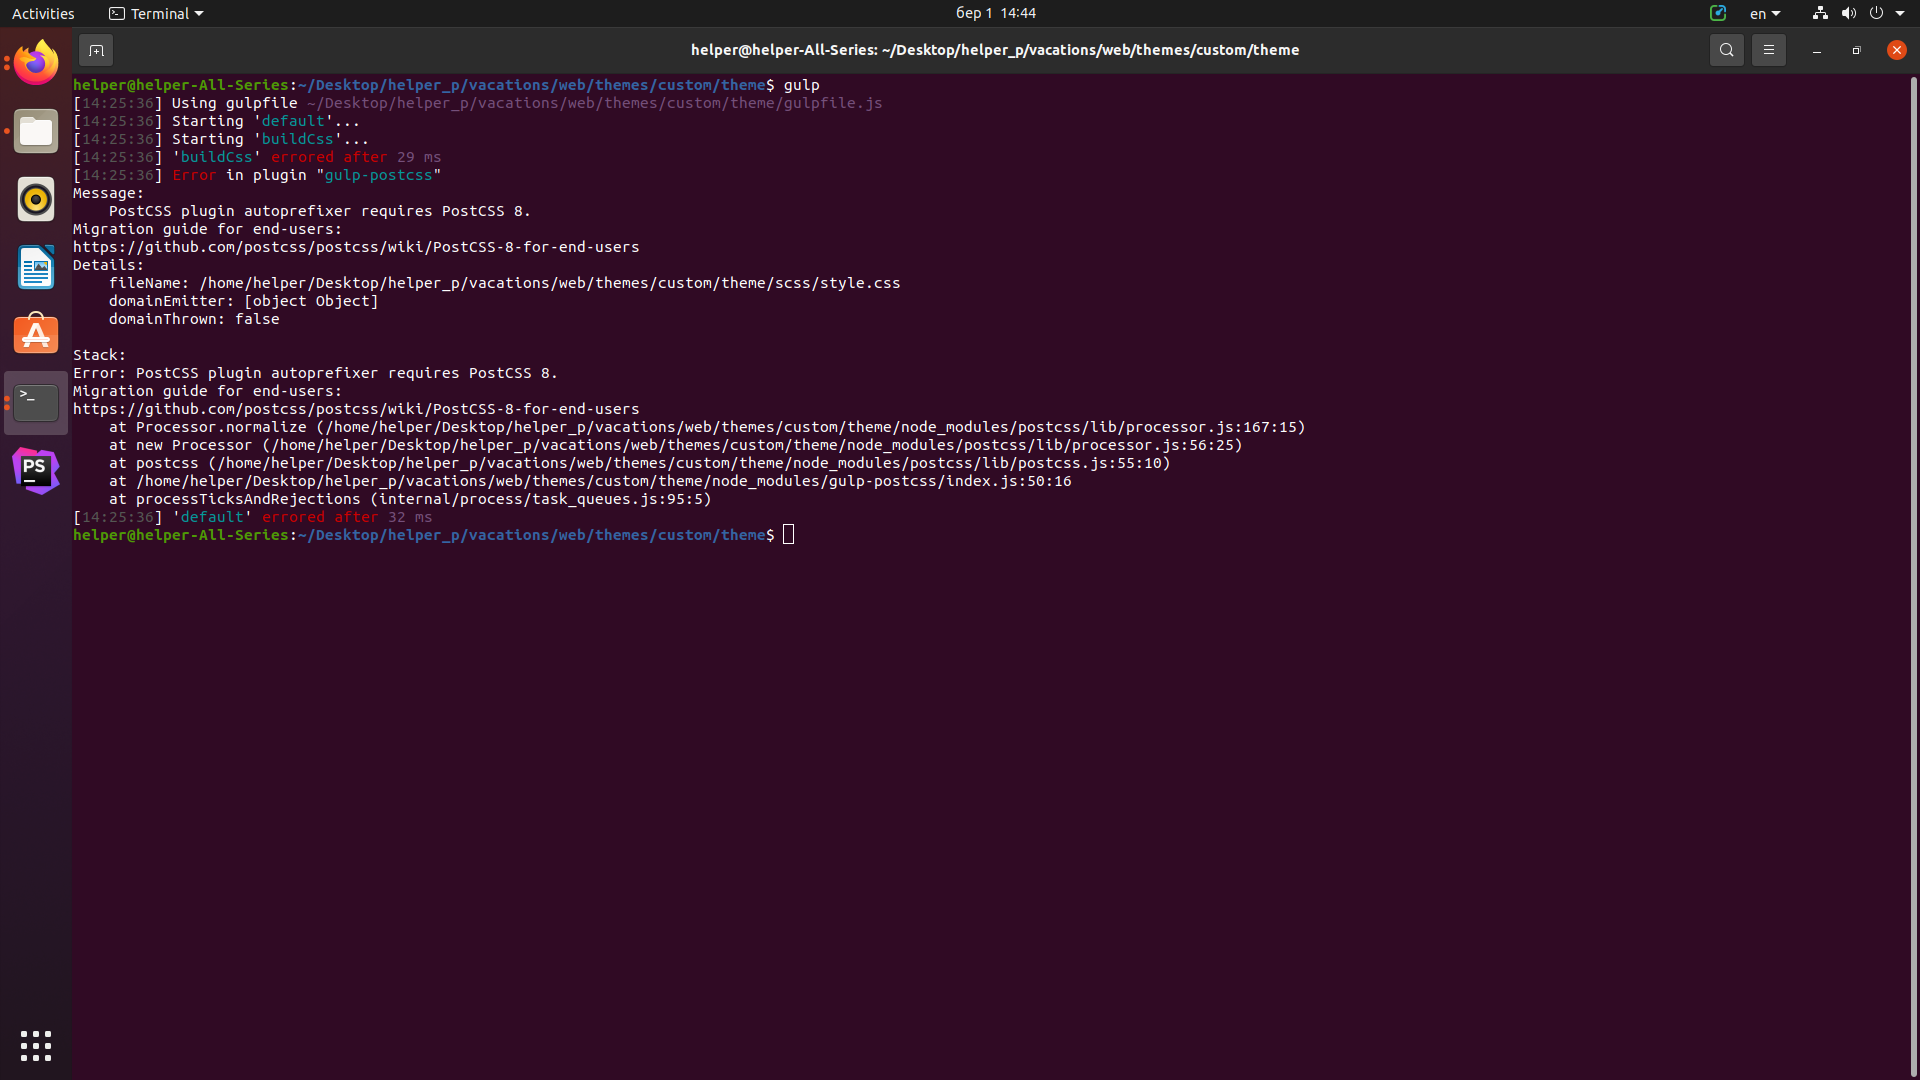 Activities
Terminal
бер 1 14:44
en
helper@helper-All-Series: ~/Desktop/helper_p/vacations/web/themes/custom/theme
helper@helper-All-Series:~/Desktop/helper_p/vacations/web/themes/custom/theme$ gulp
[14:25:36] Using gulpfile ~/Desktop/helper_p/vacations/web/themes/custom/theme/gulpfile.js
[14:25:36] Starting 'default'...
[14:25:36] Starting 'buildCss'...
[14:25:36] 'buildCss' errored after 29 ms
[14:25:36] Error in plugin "gulp-postcss"
Message:
    PostCSS plugin autoprefixer requires PostCSS 8.
Migration guide for end-users:
https://github.com/postcss/postcss/wiki/PostCSS-8-for-end-users
Details:
    fileName: /home/helper/Desktop/helper_p/vacations/web/themes/custom/theme/scss/style.css
    domainEmitter: [object Object]
    domainThrown: false
Stack:
Error: PostCSS plugin autoprefixer requires PostCSS 8.
Migration guide for end-users:
https://github.com/postcss/postcss/wiki/PostCSS-8-for-end-users
    at Processor.normalize (/home/helper/Desktop/helper_p/vacations/web/themes/custom/theme/node_modules/postcss/lib/processor.js:167:15)
    at new Processor (/home/helper/Desktop/helper_p/vacations/web/themes/custom/theme/node_modules/postcss/lib/processor.js:56:25)
    at postcss (/home/helper/Desktop/helper_p/vacations/web/themes/custom/theme/node_modules/postcss/lib/postcss.js:55:10)
    at /home/helper/Desktop/helper_p/vacations/web/themes/custom/theme/node_modules/gulp-postcss/index.js:50:16
    at processTicksAndRejections (internal/process/task_queues.js:95:5)
[14:25:36] 'default' errored after 32 ms
helper@helper-All-Series:~/Desktop/helper_p/vacations/web/themes/custom/theme$
>_
PS